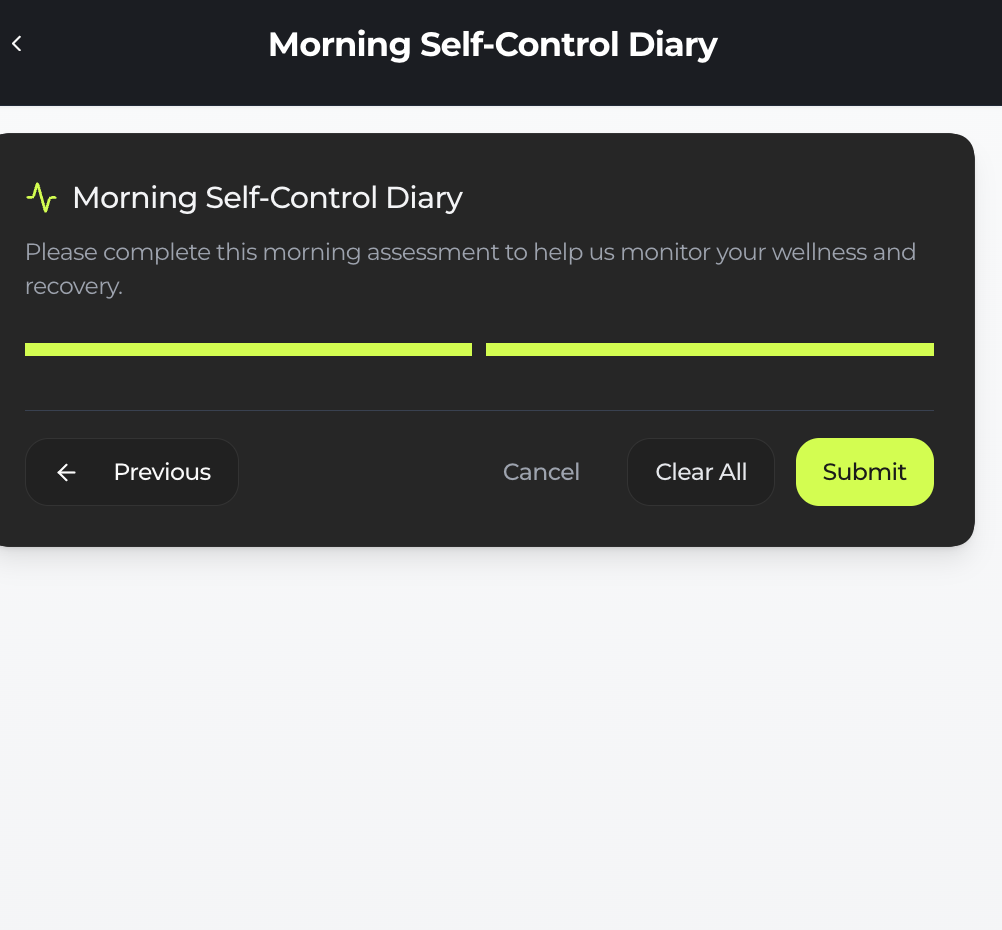 Morning Self-Control Diary
Morning Self-Control Diary
Please complete this morning assessment to help us monitor your wellness and
recovery.
Previous
Cancel
Clear All
Submit